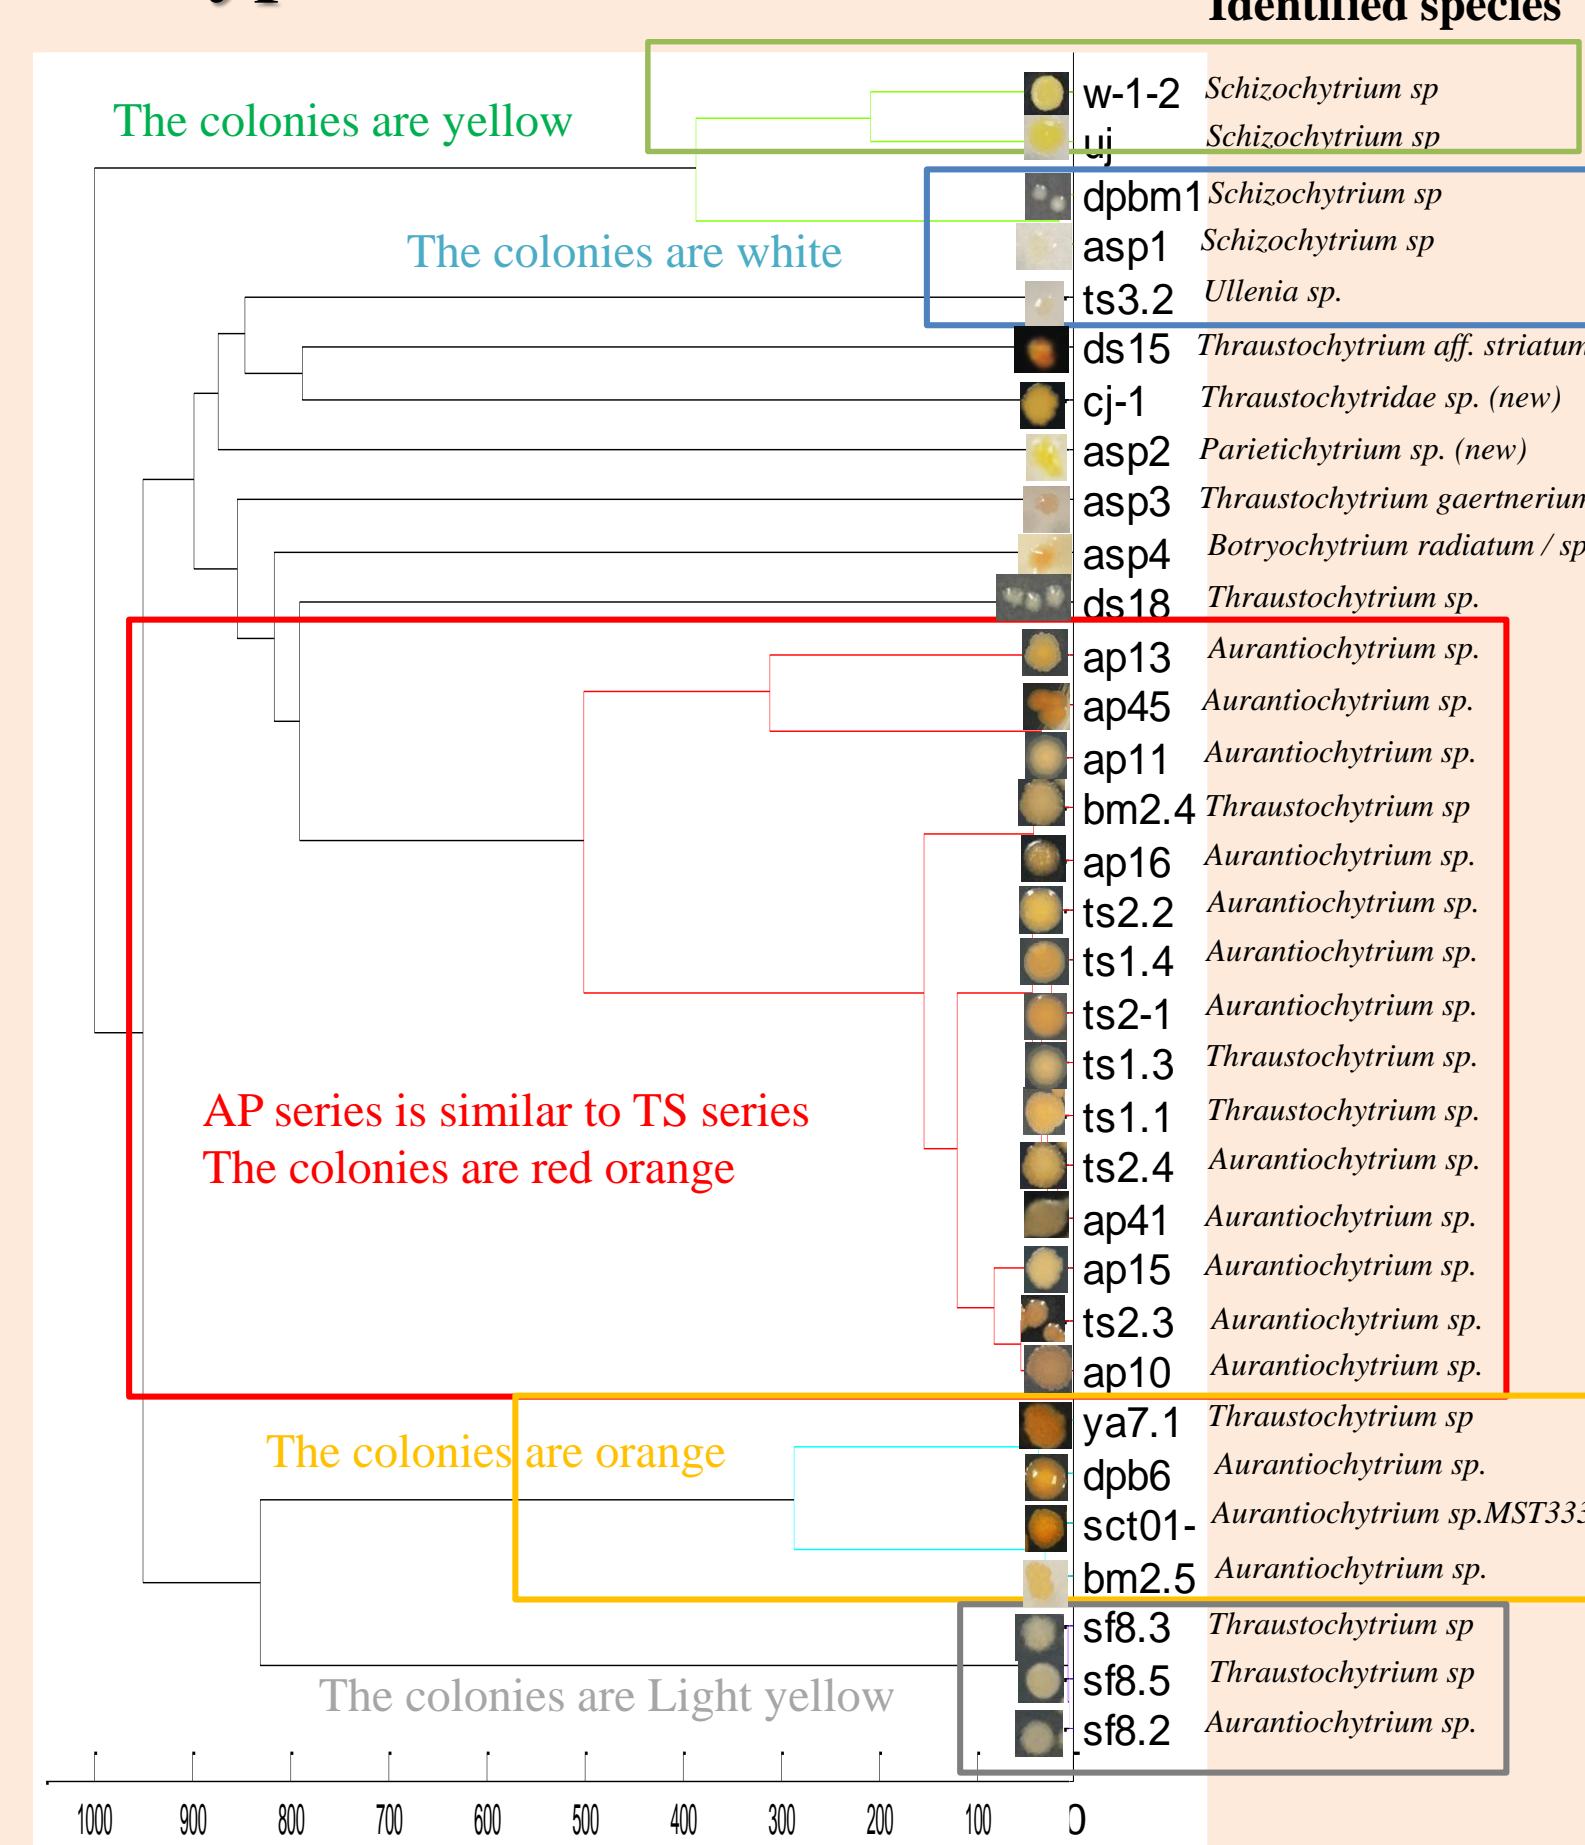 Identified species
The colonies are yellow
w-1-2 Schizochytrium sp
uj Schizochytrium sp
dpbm1 Schizochytrium sp
The colonies are white
asp1 Schizochytrium sp
ts3.2 Ullenia sp.
ds15 Thraustochytrium aff. striatum
cj-1 Thraustochytridae sp. (new)
asp2 Parietichytrium sp. (new)
asp3 Thraustochytrium gaertnerium
asp4 Botryochytrium radiatum / sp
ds18 Thraustochytrium sp.
ap13 Aurantiochytrium sp.
ap45 Aurantiochytrium sp.
ap11 Aurantiochytrium sp.
bm2.4 Thraustochytrium sp
ap16 Aurantiochytrium sp.
ts2.2 Aurantiochytrium sp.
ts1.4 Aurantiochytrium sp.
ts2-1 Aurantiochytrium sp.
ts1.3 Thraustochytrium sp.
AP series is similar to TS series
The colonies are red orange
ts1.1 Thraustochytrium sp.
ts2.4 Aurantiochytrium sp.
ap41 Aurantiochytrium sp.
ap15 Aurantiochytrium sp.
ts2.3 Aurantiochytrium sp.
ap10 Aurantiochytrium sp.
ya7.1 Thraustochytrium sp
The colonies are orange
dpb6 Aurantiochytrium sp.
sct01- Aurantiochytrium sp.MST333
bm2.5 Aurantiochytrium sp.
sf8.3 Thraustochytrium sp
sf8.5 Thraustochytrium sp
The colonies are Light yellow
sf8.2 Aurantiochytrium sp.
1000 900 800 700 600 500 400 300 200 100 0